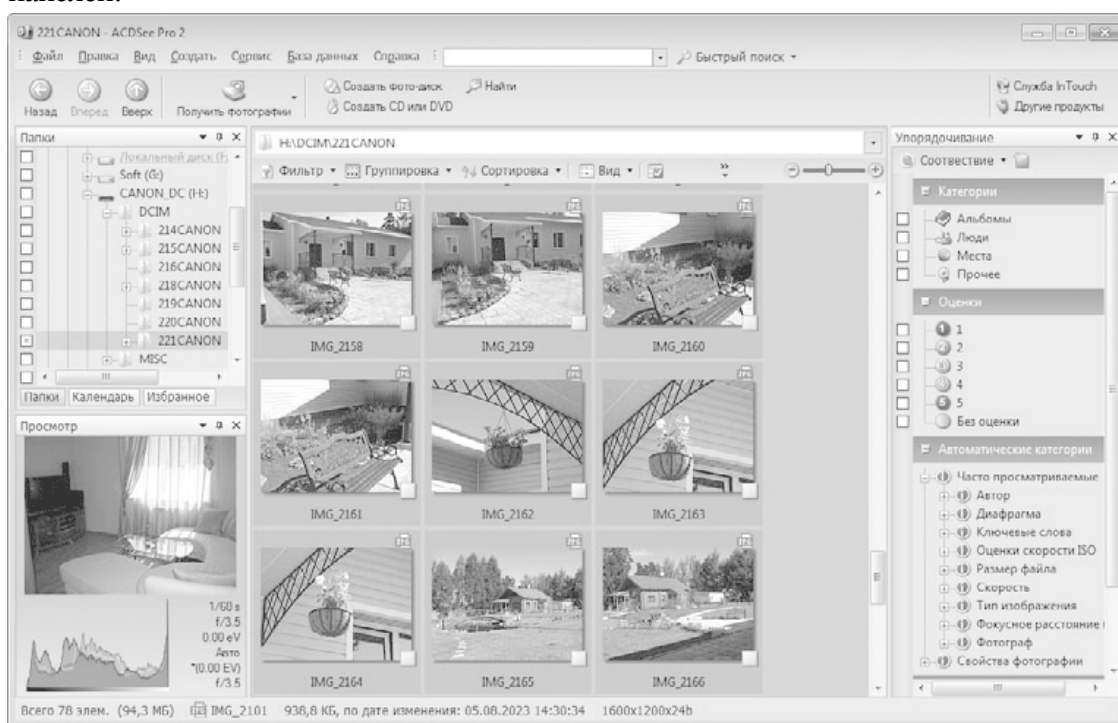 221CANON - ACDSee Pro 2
Файл Правка Вид Создать Сервис База данных Справка Быстрый поиск
Назад Вперед Вверх Получить фотографии
Создать фото-диск Найти
Создать CD или DVD
Служба InTouch
Другие продукты
Папки
Локальный диск (F:
Soft (G:)
CANON_DC (H:)
DCIM
214CANON
215CANON
216CANON
218CANON
219CANON
220CANON
221CANON
MISC
Папки Календарь Избранное
Просмотр
1/60 s
f/3.5
0.00 eV
Авто
*(0.00 EV)
f/3.5
H:\DCIM\221CANON
Фильтр Группировка Сортировка Вид
IMG_2158 IMG_2159 IMG_2160
IMG_2161 IMG_2162 IMG_2163
IMG_2164 IMG_2165 IMG_2166
Упорядочивание
Соотвествие
Категории
Альбомы
Люди
Места
Прочее
Оценки
1
2
3
4
5
Без оценки
Автоматические категории
Часто просматриваемые
Автор
Диафрагма
Ключевые слова
Оценки скорости ISO
Размер файла
Скорость
Тип изображения
Фокусное расстояние
Фотограф
Свойства фотографии
Всего 78 элем. (94,3 МБ) IMG_2101 938,8 КБ, по дате изменения: 05.08.2023 14:30:34 1600x1200x24b